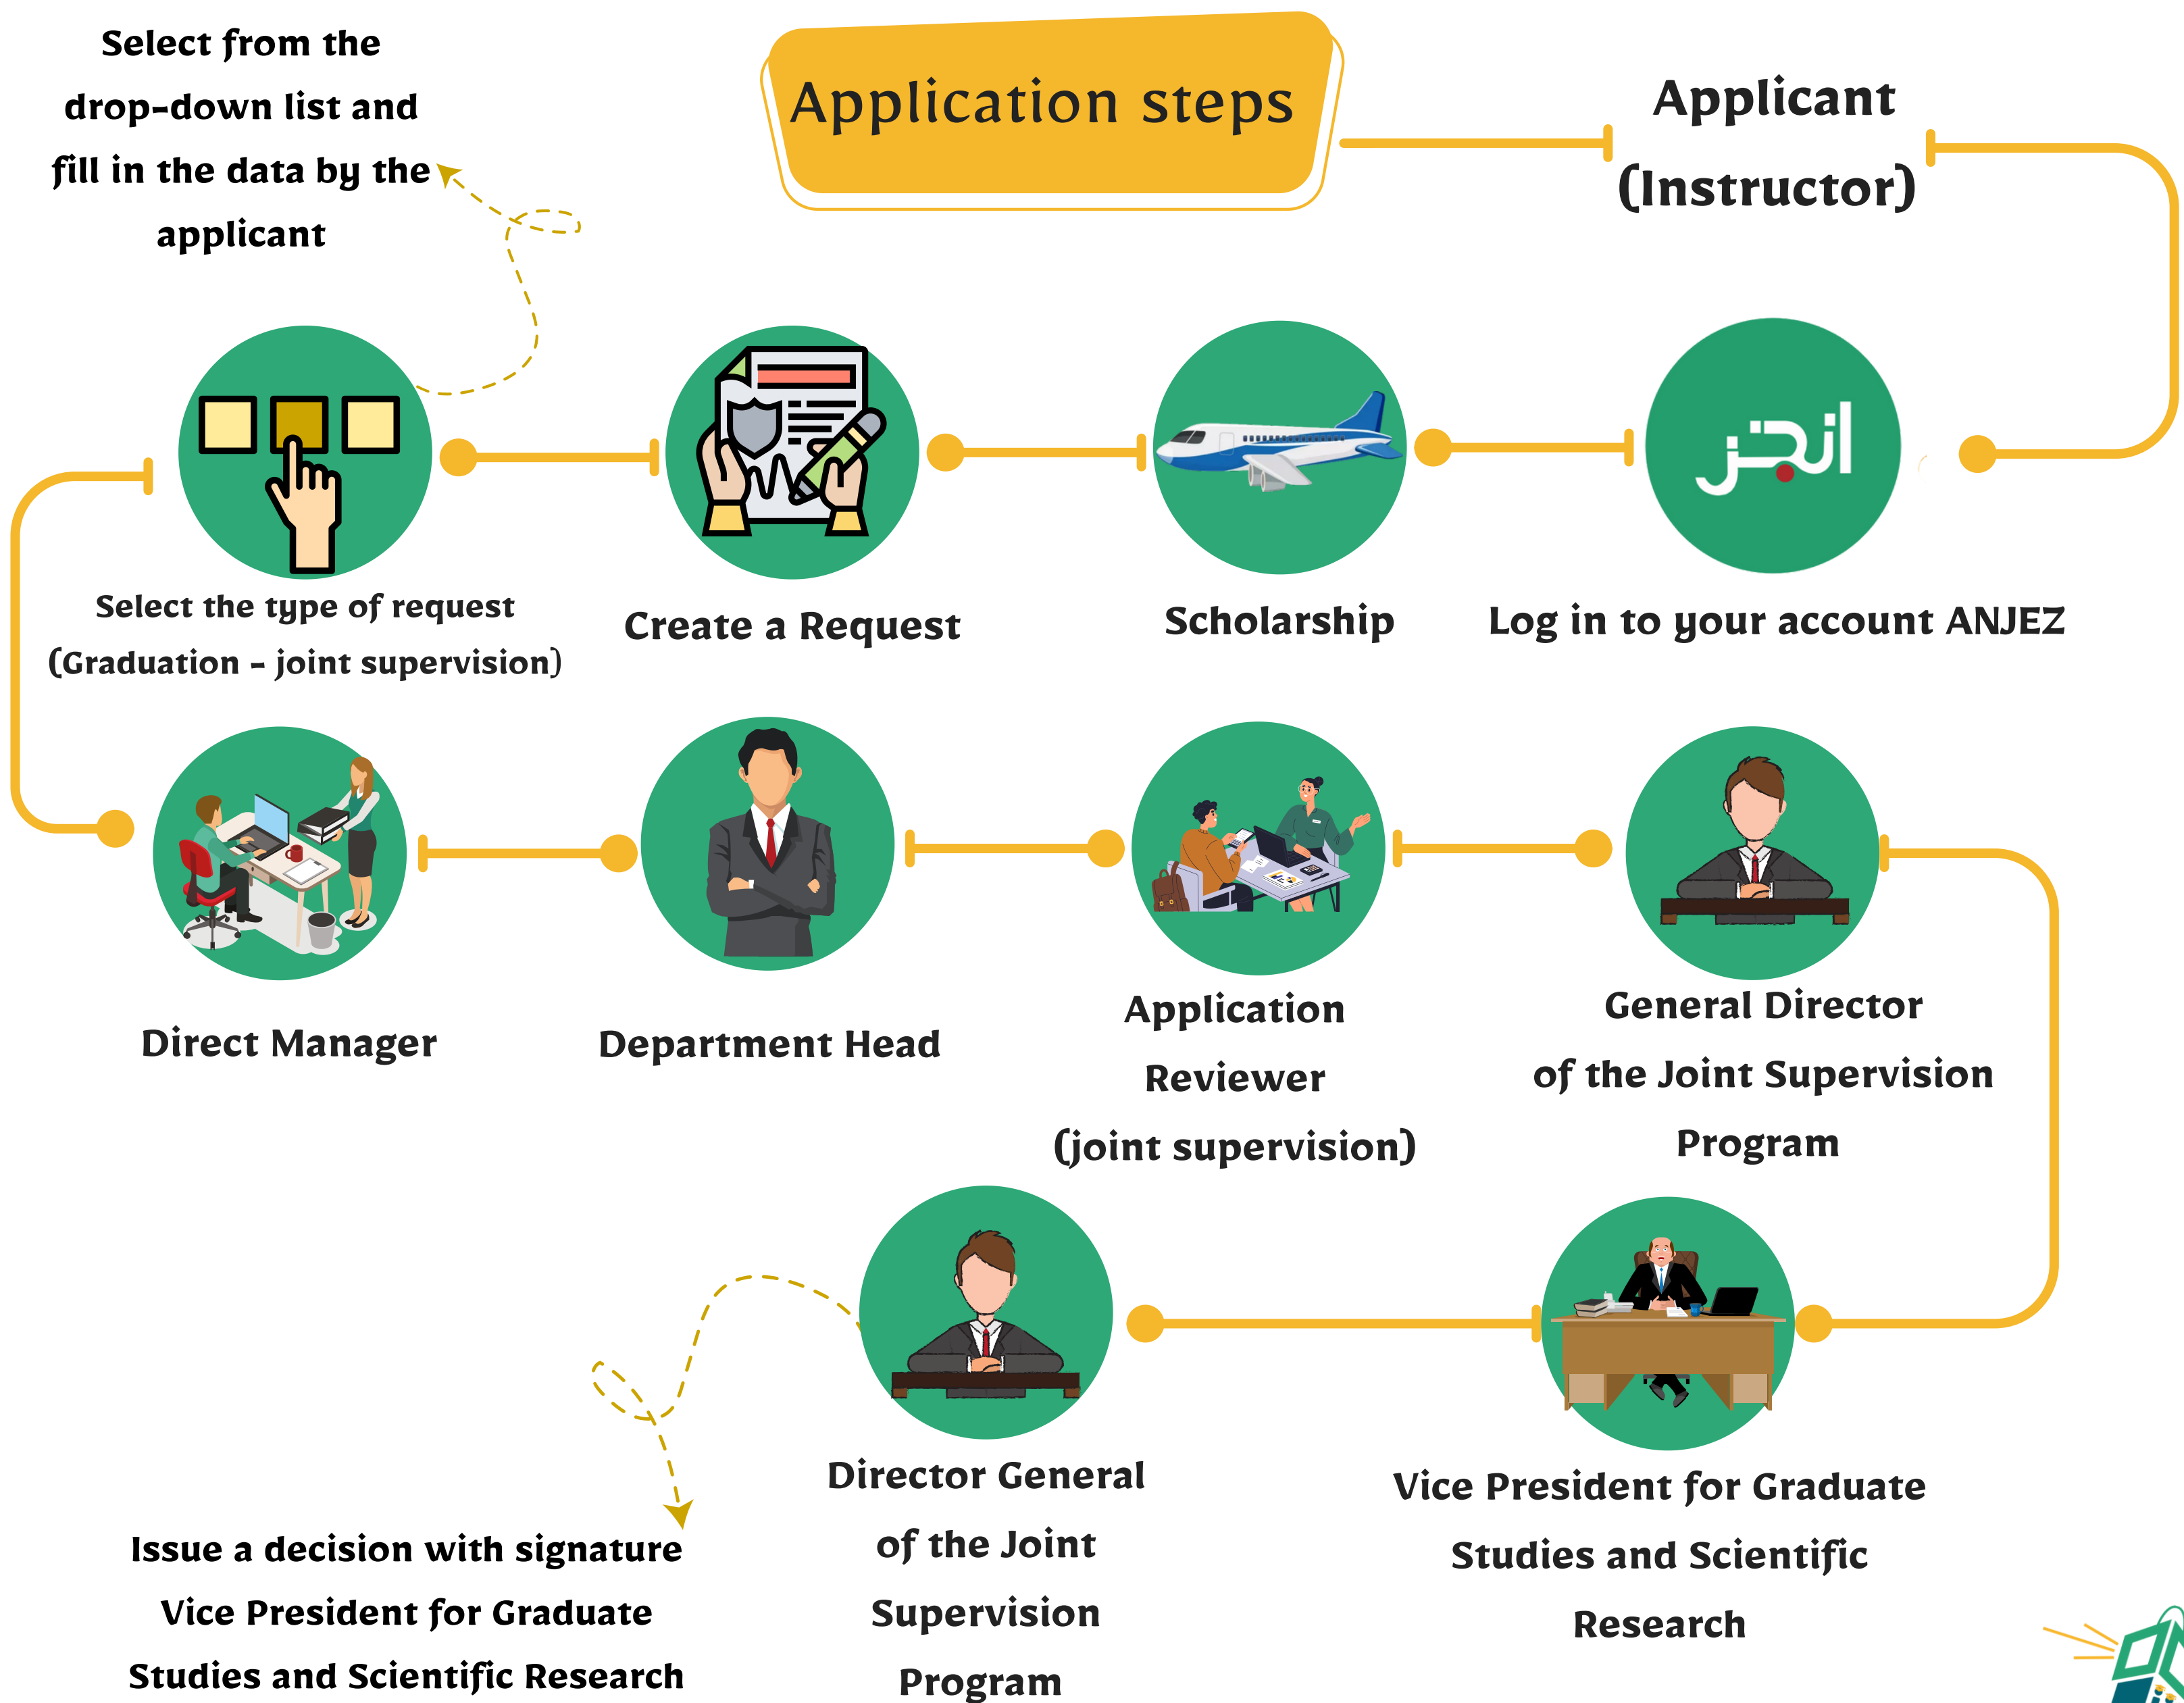 Select from the
drop-down list and
fill in the data by the
applicant
Application steps
Applicant
(Instructor)
انجز
Select the type of request
(Graduation - joint supervision)
Create a Request
Scholarship
Log in to your account ANJEZ
Direct Manager
Department Head
Application
Reviewer
(joint supervision)
General Director
of the Joint Supervision
Program
Director General
of the Joint
Supervision
Program
Vice President for Graduate
Studies and Scientific
Research
Issue a decision with signature
Vice President for Graduate
Studies and Scientific Research